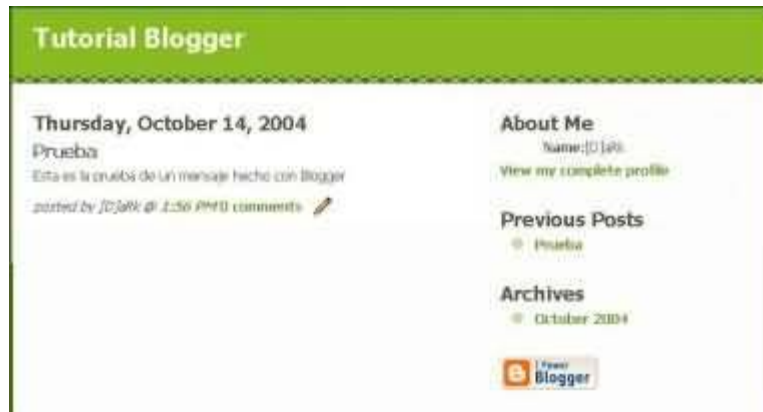 Tutorial Blogger
Thursday, October 14, 2004
Prueba
Esta es la prueba de un mensaje hecho con Blogger
posted by @ 1:56 PM 0 comments
About Me
Name:
View my complete profile
Previous Posts
Prueba
Archives
October 2004
I Power
Blogger